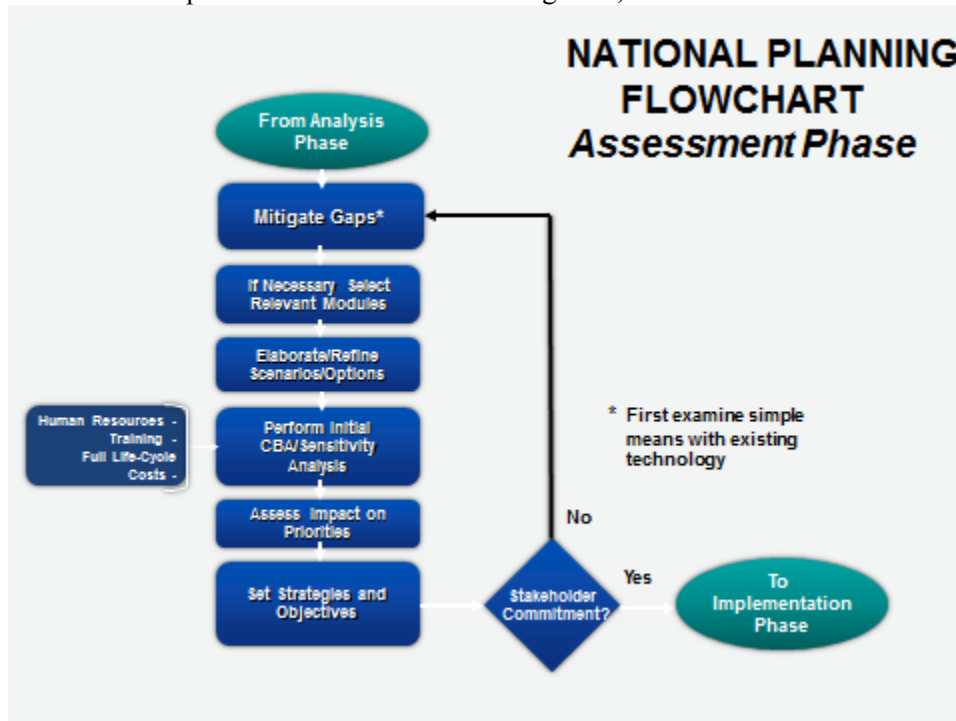 NATIONAL PLANNING
FLOWCHART
Assessment Phase
From Analysis
Phase
Mitigate Gaps*
If Necessary Select
Relevant Modules
Elaborate/Refine
Scenarios/Options
Human Resources -
Training -
Full Life-Cycle
Costs -
Perform Initial
CBA/Sensitivity
Analysis
* First examine simple
means with existing
technology
Assess Impact on
Priorities
No
Set Strategies and
Objectives
Stakeholder
Commitment?
Yes
To
Implementation
Phase